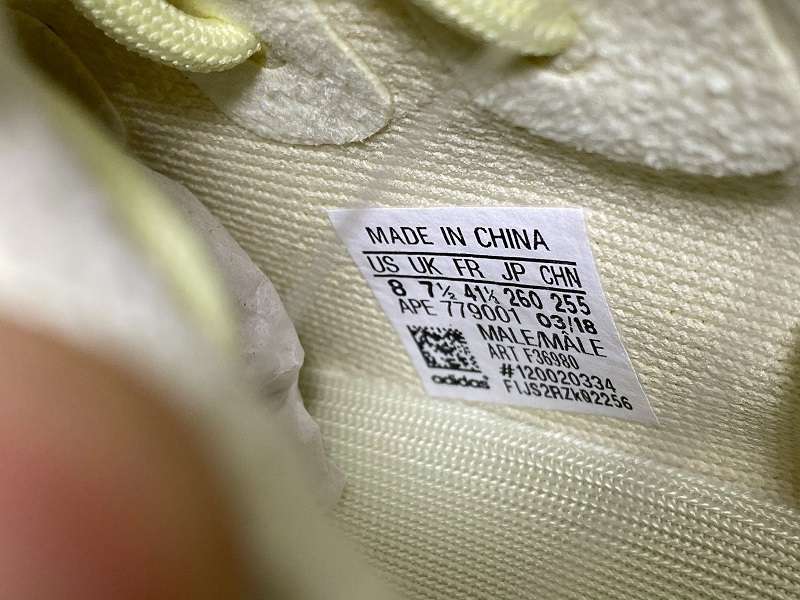 MADE IN CHINA
US UK FR JP CHN
8 7½ 41⅓ 260 255
APE 779001 03/18
MALE/MÂLE
ART F36980
#120020334
adidas F1JS2RZk02256